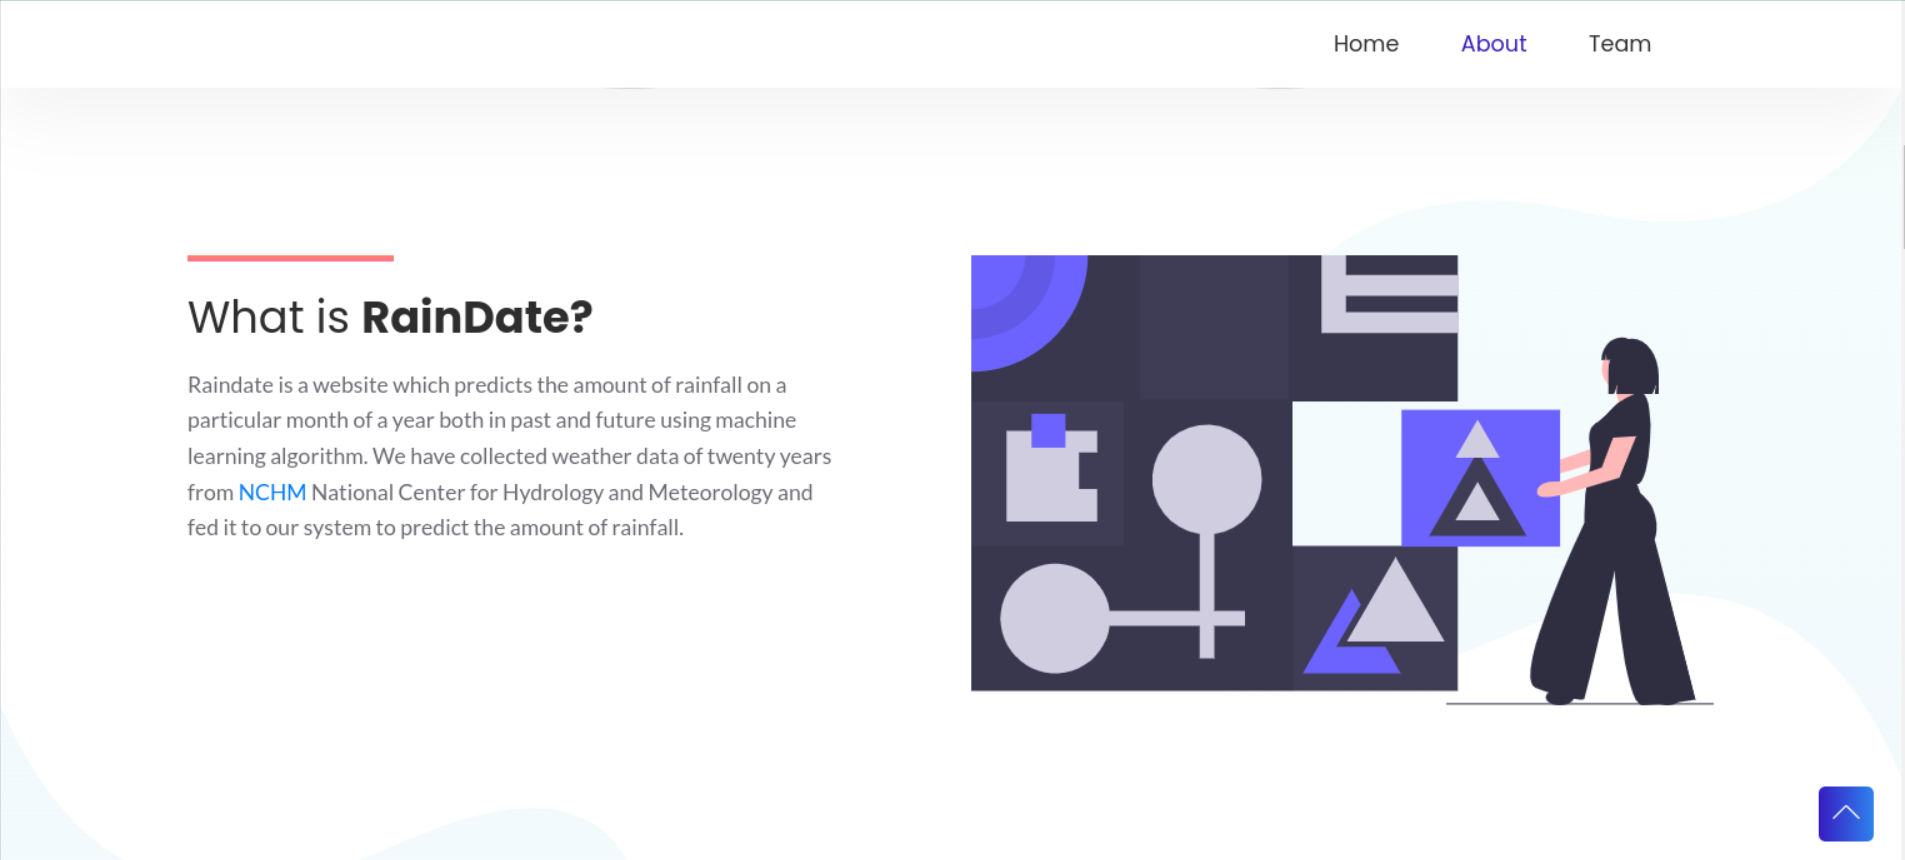 Home About Team
What is RainDate?
Raindate is a website which predicts the amount of rainfall on a
particular month of a year both in past and future using machine
learning algorithm. We have collected weather data of twenty years
from NCHM National Center for Hydrology and Meteorology and
fed it to our system to predict the amount of rainfall.